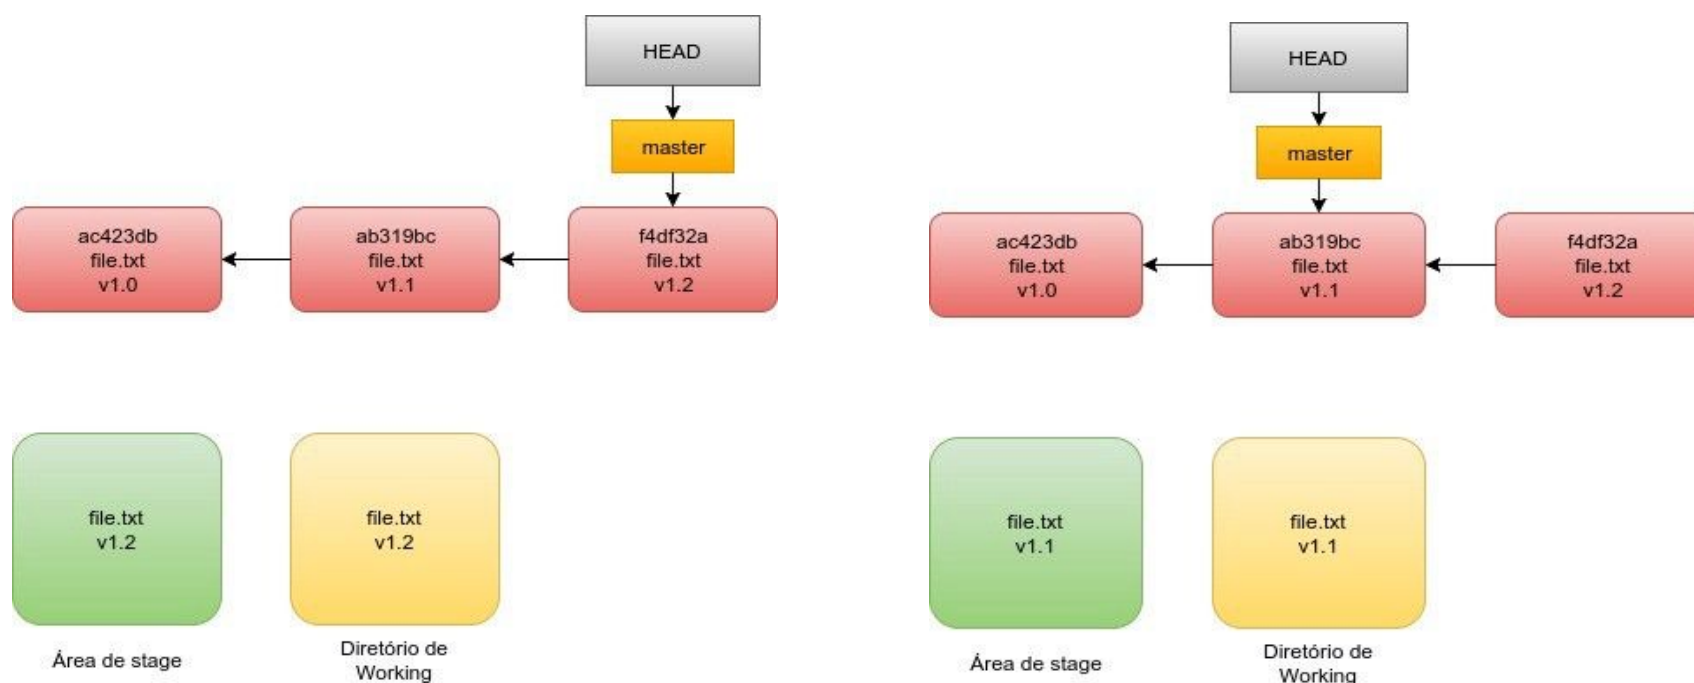 HEAD
master
ac423db
file.txt
v1.0
ab319bc
file.txt
v1.1
f4df32a
file.txt
v1.2
file.txt
v1.2
file.txt
v1.2
Área de stage
Diretório de
Working
HEAD
master
ac423db
file.txt
v1.0
ab319bc
file.txt
v1.1
f4df32a
file.txt
v1.2
file.txt
v1.1
file.txt
v1.1
Área de stage
Diretório de
Working